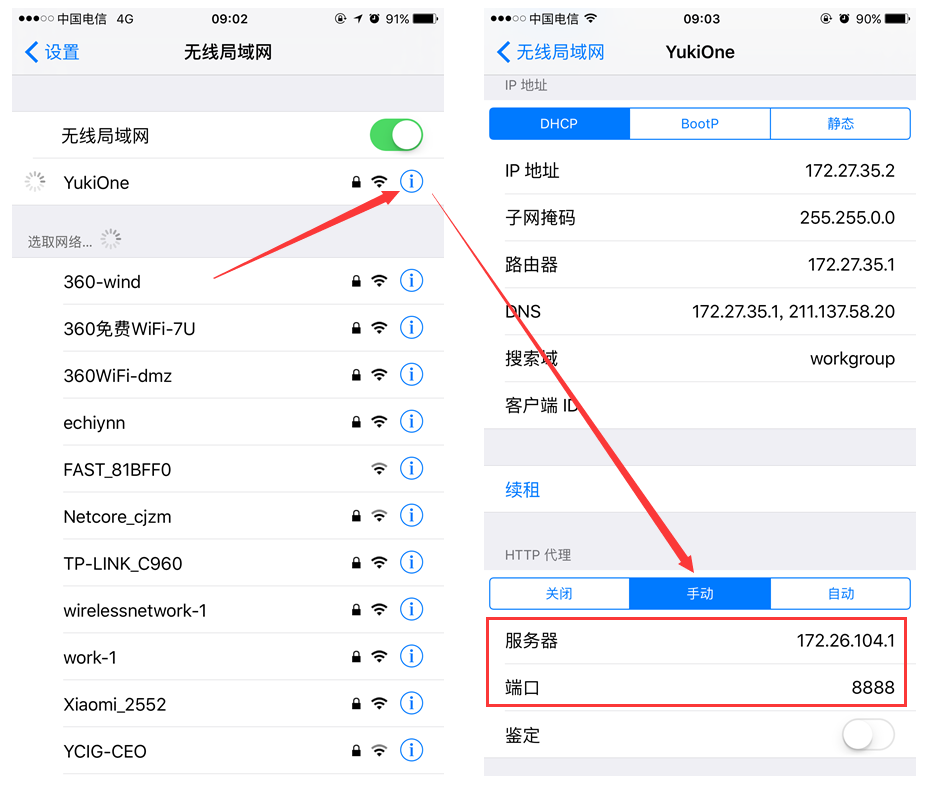 中国电信 4G 09:02 91%
设置 无线局域网
无线局域网
YukiOne
选取网络...
360-wind
360免费WiFi-7U
360WiFi-dmz
echiynn
FAST_81BFF0
Netcore_cjzm
TP-LINK_C960
wirelessnetwork-1
work-1
Xiaomi_2552
YCIG-CEO
中国电信 09:03 90%
无线局域网 YukiOne
IP 地址
DHCP BootP 静态
IP 地址 172.27.35.2
子网掩码 255.255.0.0
路由器 172.27.35.1
DNS 172.27.35.1, 211.137.58.20
搜索域 workgroup
客户端 ID
续租
HTTP 代理
关闭 手动 自动
服务器 172.26.104.1
端口 8888
鉴定